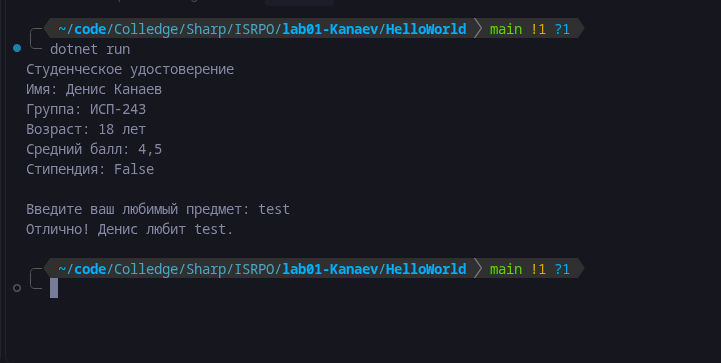 ~/code/Colledge/Sharp/ISRPO/lab01-Kanaev/HelloWorld main !1 ?1
dotnet run
Студенческое удостоверение
Имя: Денис Канаев
Группа: ИСП-243
Возраст: 18 лет
Средний балл: 4,5
Стипендия: False
Введите ваш любимый предмет: test
Отлично! Денис любит test.
~/code/Colledge/Sharp/ISRPO/lab01-Kanaev/HelloWorld main !1 ?1